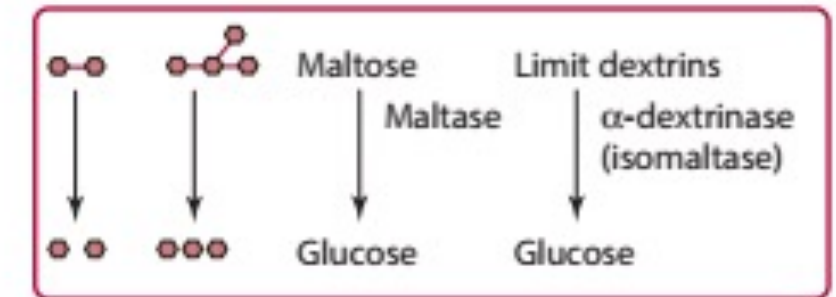 Maltose Limit dextrins
Maltase α-dextrinase
(isomaltase)
Glucose Glucose